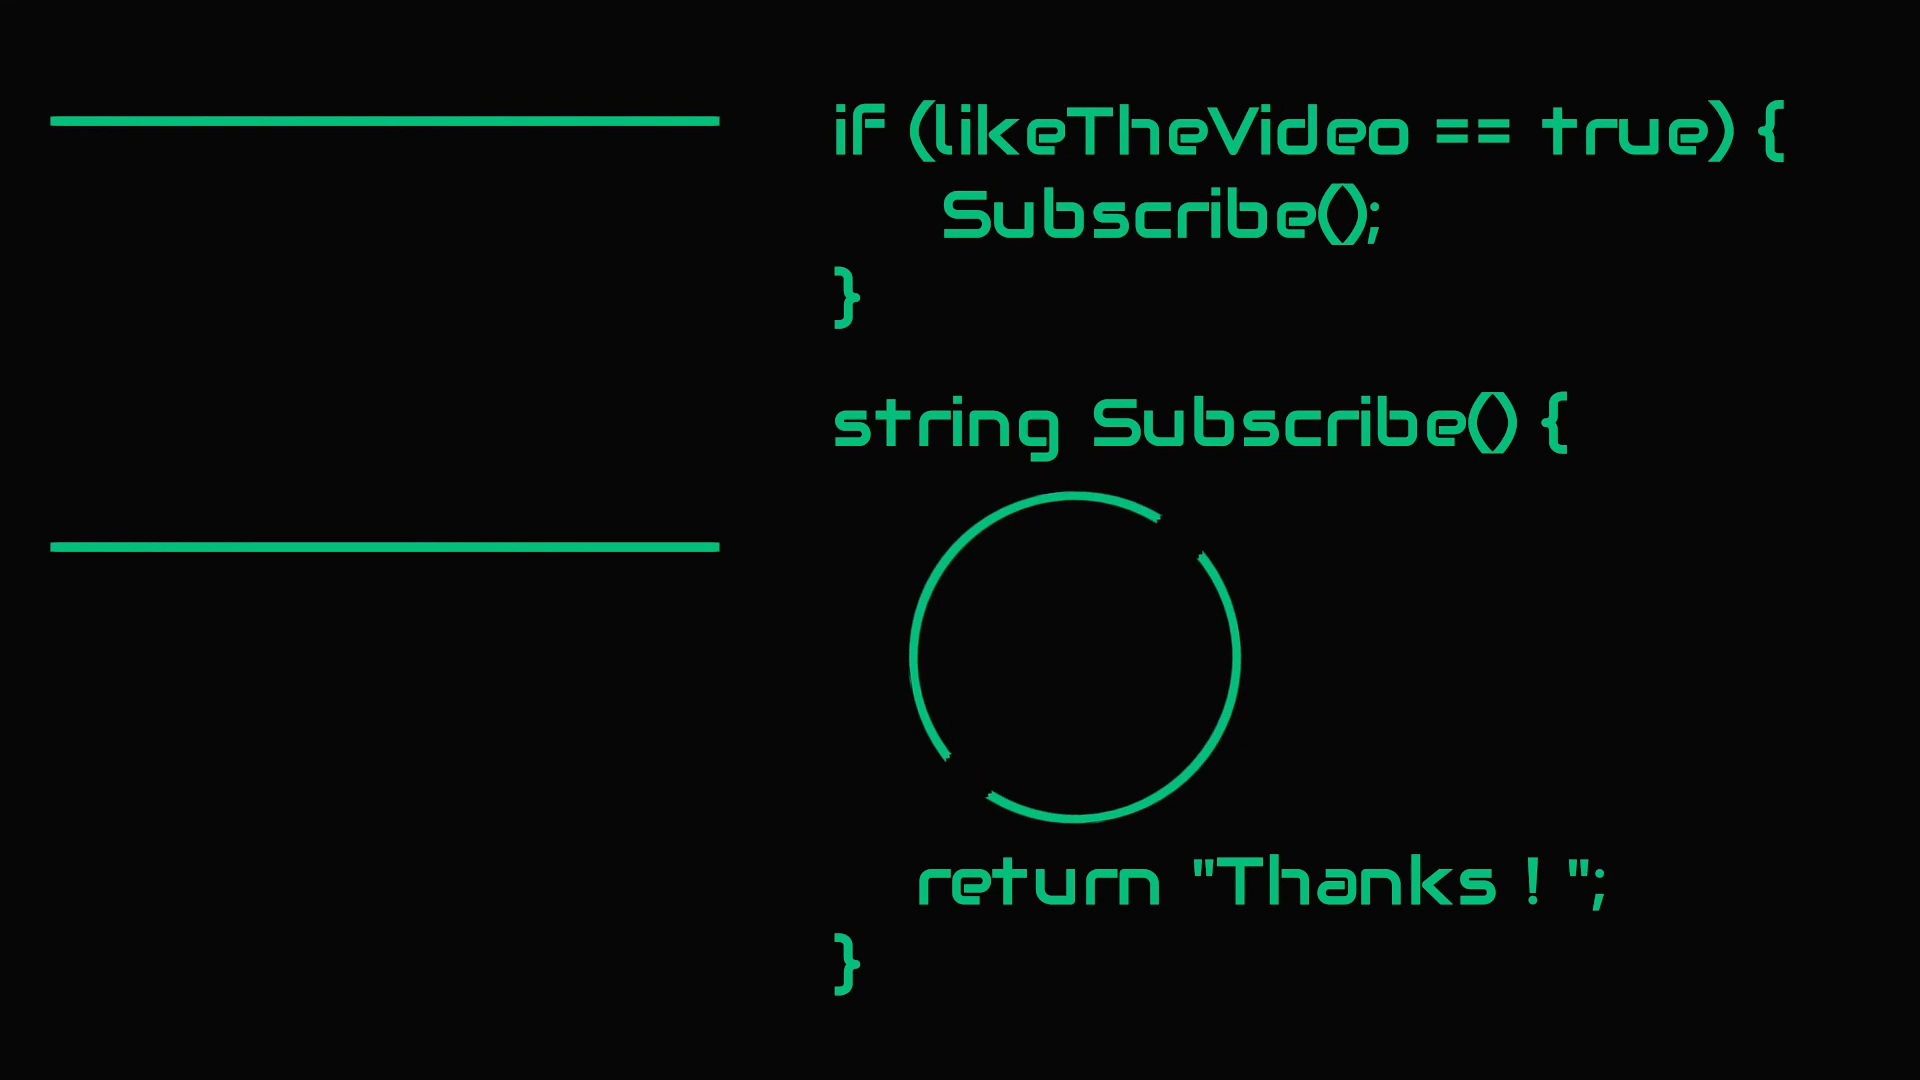 if (likeTheVideo == true) {
Subscribe();
}
string Subscribe() {
return "Thanks ! ";
}